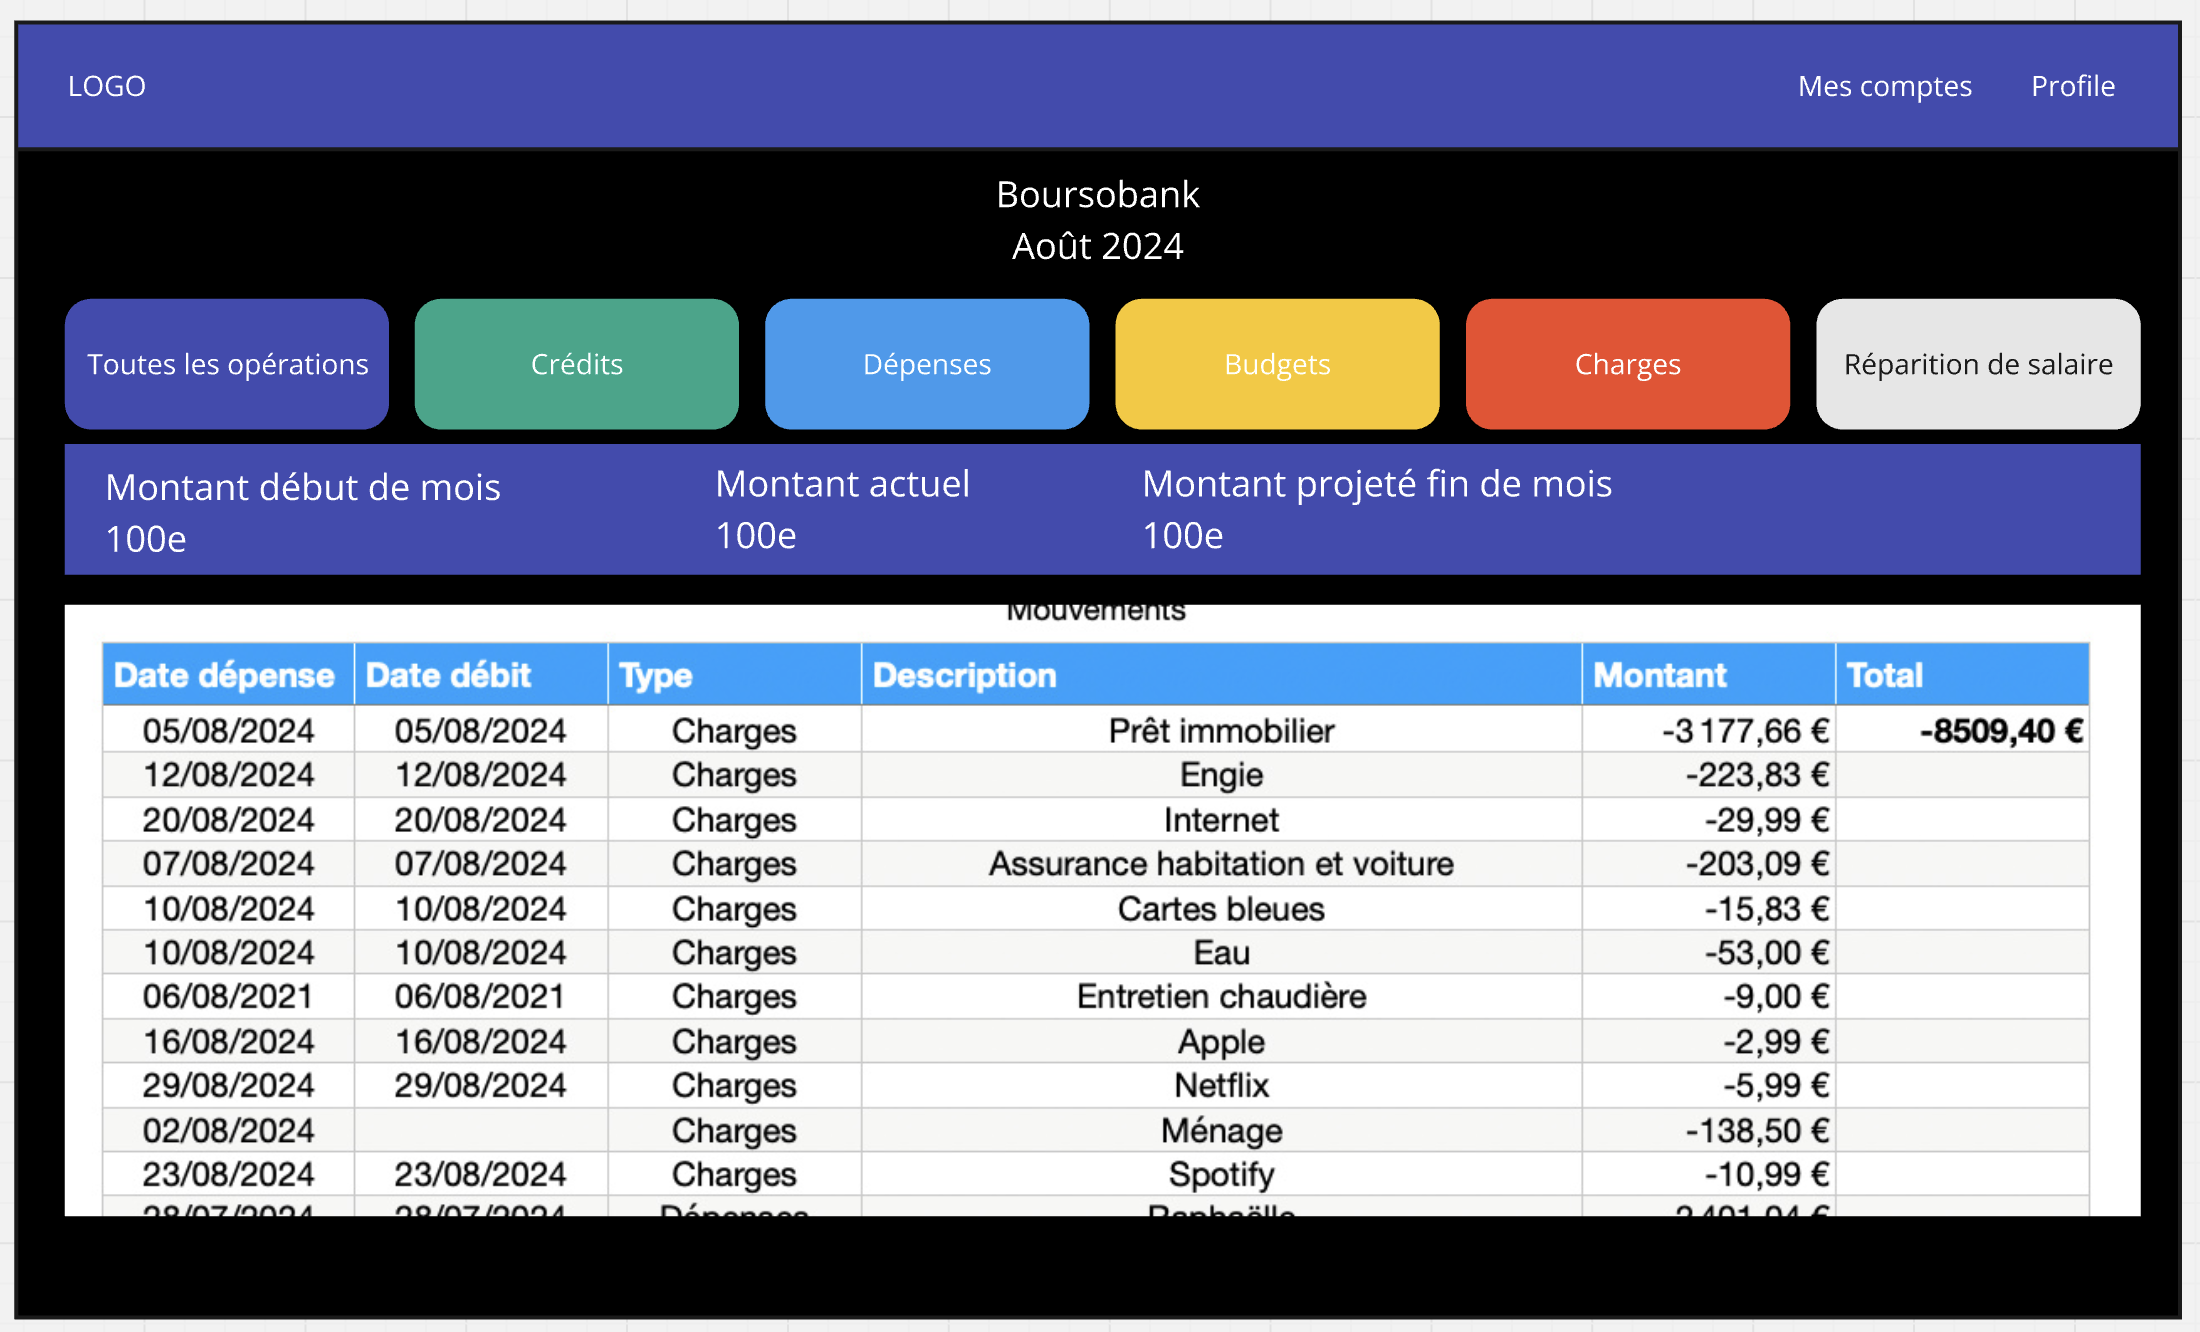 LOGO Mes comptes Profile
Boursobank
Août 2024
Toutes les opérations Crédits Dépenses Budgets Charges Réparition de salaire
Montant début de mois Montant actuel Montant projeté fin de mois
100e 100e 100e
Mouvements
Date dépense Date débit Type Description Montant Total
05/08/2024 05/08/2024 Charges Prêt immobilier -3 177,66 € -8509,40 €
12/08/2024 12/08/2024 Charges Engie -223,83 €
20/08/2024 20/08/2024 Charges Internet -29,99 €
07/08/2024 07/08/2024 Charges Assurance habitation et voiture -203,09 €
10/08/2024 10/08/2024 Charges Cartes bleues -15,83 €
10/08/2024 10/08/2024 Charges Eau -53,00 €
06/08/2021 06/08/2021 Charges Entretien chaudière -9,00 €
16/08/2024 16/08/2024 Charges Apple -2,99 €
29/08/2024 29/08/2024 Charges Netflix -5,99 €
02/08/2024 Charges Ménage -138,50 €
23/08/2024 23/08/2024 Charges Spotify -10,99 €
28/07/2024 28/07/2024 Dépenses Raphaëlle